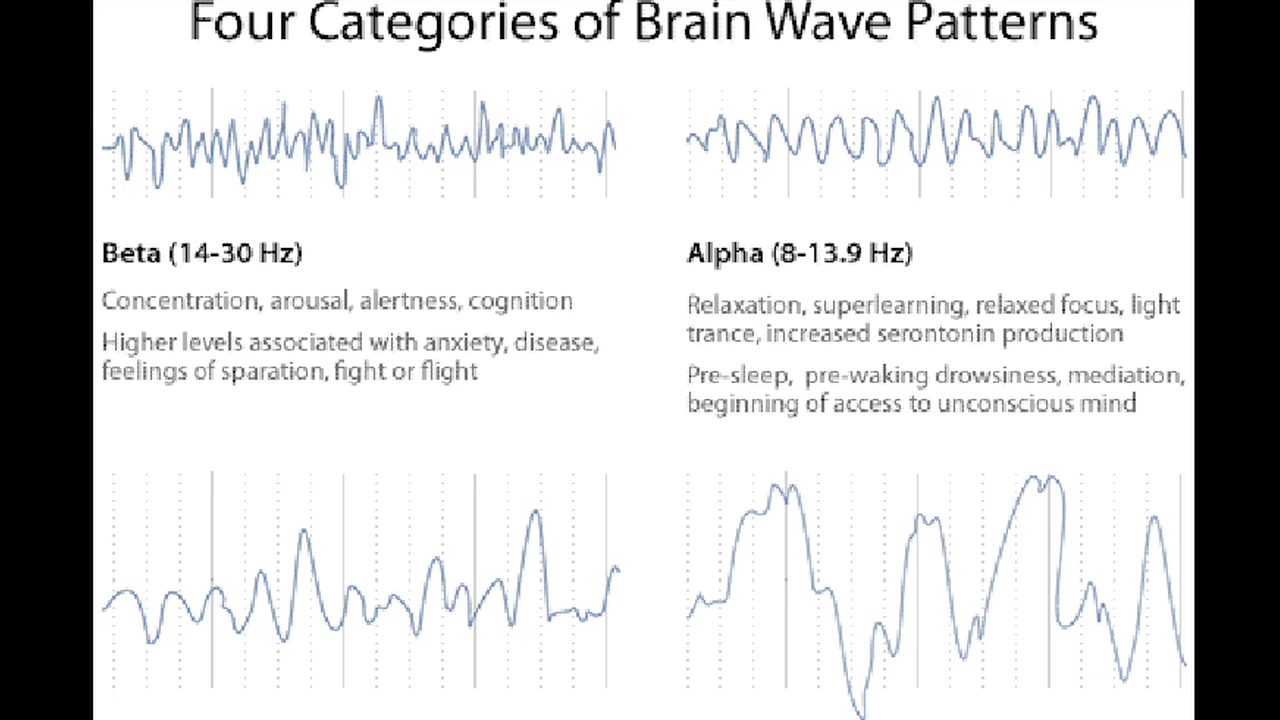 Four Categories of Brain Wave Patterns
Beta (14-30 Hz)
Concentration, arousal, alertness, cognition
Higher levels associated with anxiety, disease,
feelings of sparation, fight or flight
Alpha (8-13.9 Hz)
Relaxation, superlearning, relaxed focus, light
trance, increased serontonin production
Pre-sleep, pre-waking drowsiness, mediation,
beginning of access to unconscious mind